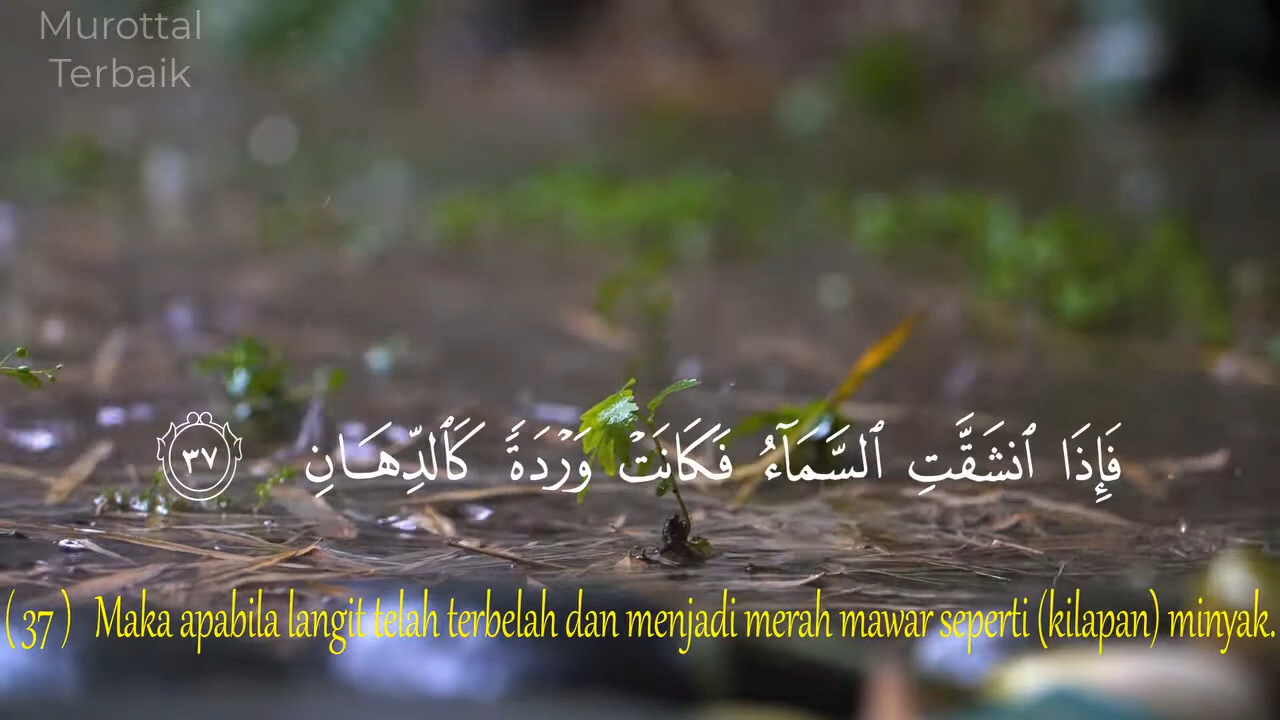 Murottal
Terbaik
فَإِذَا ٱنشَقَّتِ ٱلسَّمَآءُ فَكَانَتۡ وَرۡدَةٗ كَٱلدِّهَـانِ ٣٧
( 37 ) Maka apabila langit telah terbelah dan menjadi merah mawar seperti (kilapan) minyak.